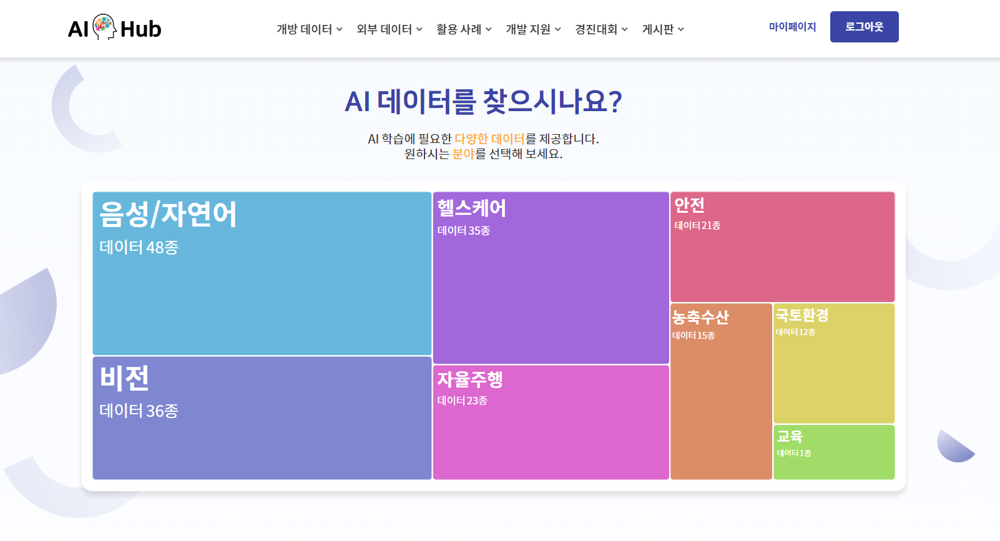 AI Hub
개방 데이터 외부 데이터 활용 사례 개발 지원 경진대회 게시판
마이페이지 로그아웃
AI 데이터를 찾으시나요?
AI 학습에 필요한 다양한 데이터를 제공합니다.
원하시는 분야를 선택해 보세요.
음성/자연어
데이터 48종
헬스케어
데이터 35종
안전
데이터 21종
농축수산
데이터 15종
국토환경
데이터 12종
비전
데이터 36종
자율주행
데이터 23종
교육
데이터 1종